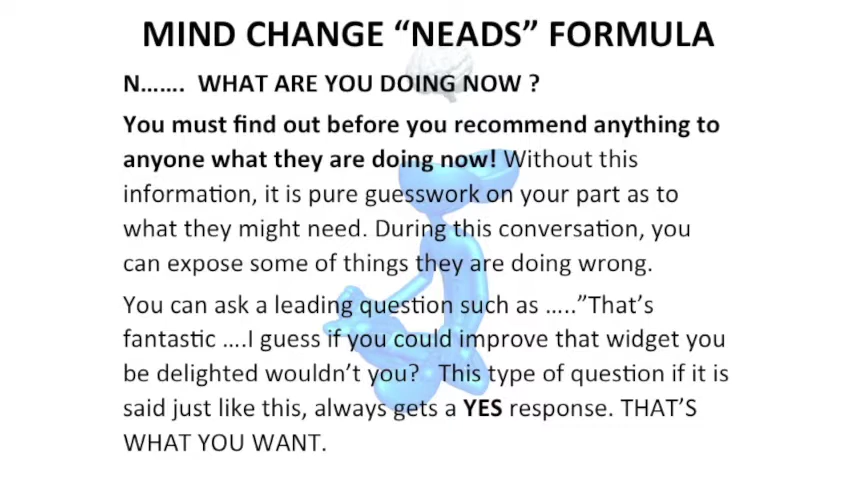 MIND CHANGE “NEADS” FORMULA
N……. WHAT ARE YOU DOING NOW ?
You must find out before you recommend anything to
anyone what they are doing now! Without this
information, it is pure guesswork on your part as to
what they might need. During this conversation, you
can expose some of things they are doing wrong.
You can ask a leading question such as …..”That’s
fantastic ….I guess if you could improve that widget you
be delighted wouldn’t you? This type of question if it is
said just like this, always gets a YES response. THAT’S
WHAT YOU WANT.